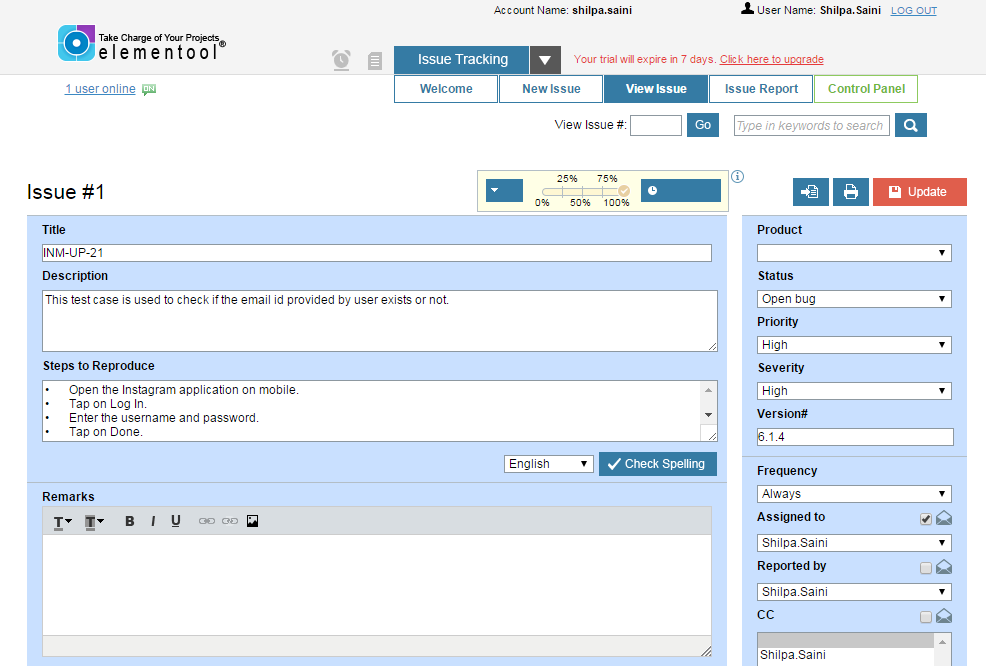 Account Name: shilpa.saini
User Name: Shilpa.Saini LOG OUT
Take Charge of Your Projects
elementool®
Issue Tracking
Your trial will expire in 7 days. Click here to upgrade
1 user online ON
Welcome
New Issue
View Issue
Issue Report
Control Panel
View Issue #:
Go
Type in keywords to search
Issue #1
25% 75%
0% 50% 100%
i
Update
Title
INM-UP-21
Description
This test case is used to check if the email id provided by user exists or not.
Steps to Reproduce
• Open the Instagram application on mobile.
• Tap on Log In.
• Enter the username and password.
• Tap on Done.
English
Check Spelling
Remarks
T T B I U
Product
Status
Open bug
Priority
High
Severity
High
Version#
6.1.4
Frequency
Always
Assigned to
Shilpa.Saini
Reported by
Shilpa.Saini
CC
Shilpa.Saini